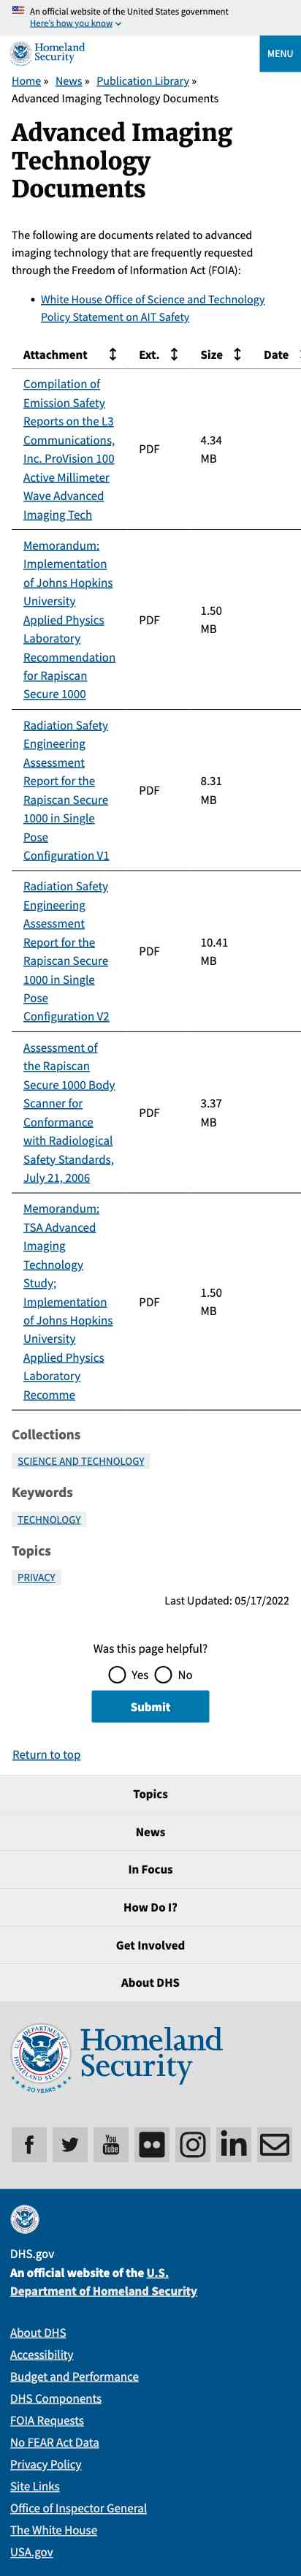 An official website of the United States government
Here's how you know
Homeland
Security
MENU
Home » News » Publication Library »
Advanced Imaging Technology Documents
Advanced Imaging
Technology
Documents
The following are documents related to advanced
imaging technology that are frequently requested
through the Freedom of Information Act (FOIA):
• White House Office of Science and Technology
Policy Statement on AIT Safety
Attachment Ext. Size Date
Compilation of
Emission Safety
Reports on the L3
Communications,
Inc. ProVision 100
Active Millimeter
Wave Advanced
Imaging Tech
PDF
4.34
MB
Memorandum:
Implementation
of Johns Hopkins
University
Applied Physics
Laboratory
Recommendation
for Rapiscan
Secure 1000
PDF
1.50
MB
Radiation Safety
Engineering
Assessment
Report for the
Rapiscan Secure
1000 in Single
Pose
Configuration V1
PDF
8.31
MB
Radiation Safety
Engineering
Assessment
Report for the
Rapiscan Secure
1000 in Single
Pose
Configuration V2
PDF
10.41
MB
Assessment of
the Rapiscan
Secure 1000 Body
Scanner for
Conformance
with Radiological
Safety Standards,
July 21, 2006
PDF
3.37
MB
Memorandum:
TSA Advanced
Imaging
Technology
Study;
Implementation
of Johns Hopkins
University
Applied Physics
Laboratory
Recomme
PDF
1.50
MB
Collections
SCIENCE AND TECHNOLOGY
Keywords
TECHNOLOGY
Topics
PRIVACY
Last Updated: 05/17/2022
Was this page helpful?
Yes No
Submit
Return to top
Topics
News
In Focus
How Do I?
Get Involved
About DHS
U.S. DEPARTMENT OF HOMELAND SECURITY
20 YEARS
Homeland
Security
You
Tube
DHS.gov
An official website of the U.S.
Department of Homeland Security
About DHS
Accessibility
Budget and Performance
DHS Components
FOIA Requests
No FEAR Act Data
Privacy Policy
Site Links
Office of Inspector General
The White House
USA.gov